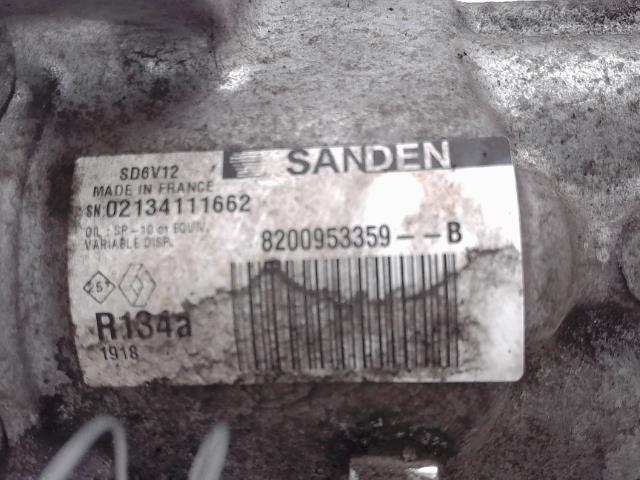 SANDEN
SD6V12
MADE IN FRANCE
SN:02134111662
OIL : SP-10 or EQUIV.
VARIABLE DISP.
8200953359--B
R134a
1918